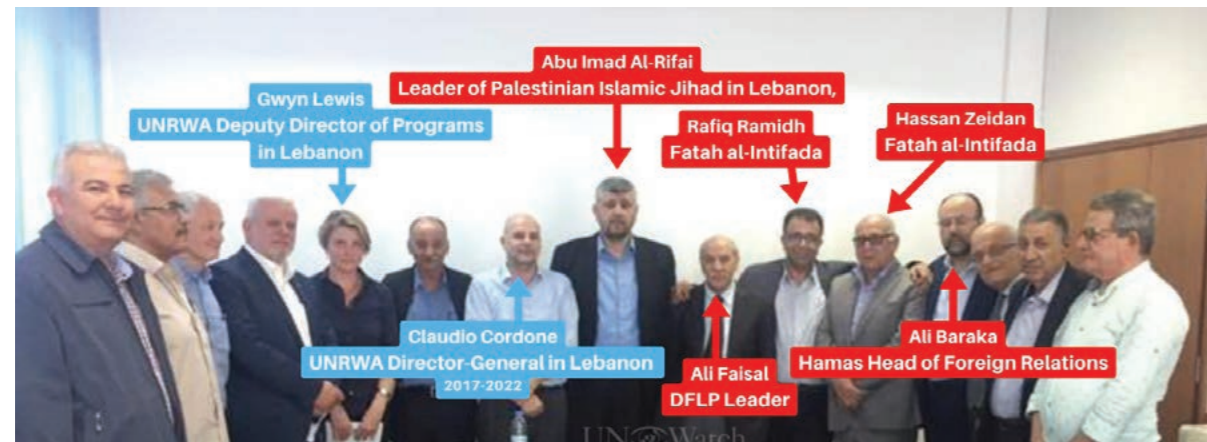 Abu Imad Al-Rifai
Leader of Palestinian Islamic Jihad in Lebanon,
Gwyn Lewis
UNRWA Deputy Director of Programs
in Lebanon
Rafiq Ramidh
Fatah al-Intifada
Hassan Zeidan
Fatah al-Intifada
Claudio Cordone
UNRWA Director-General in Lebanon
2017-2022
Ali Faisal
DFLP Leader
Ali Baraka
Hamas Head of Foreign Relations
UN Watch